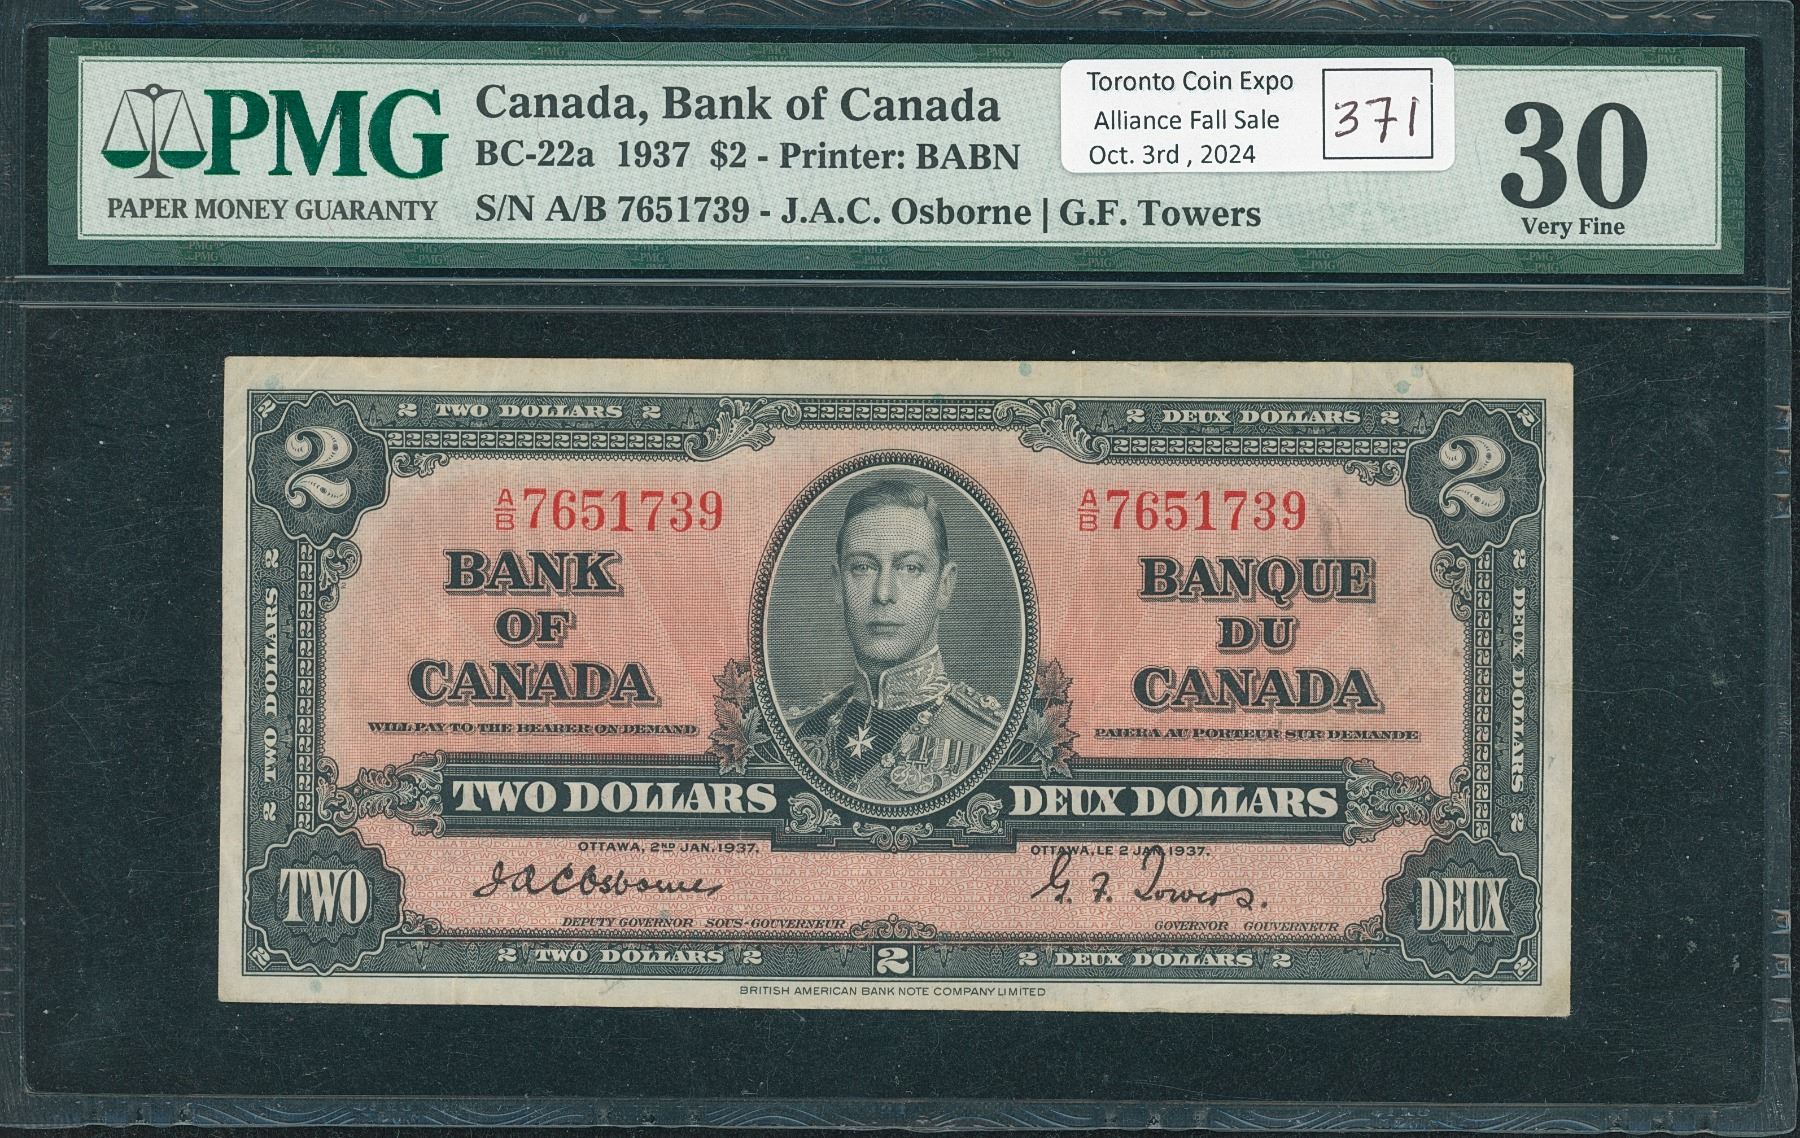 PMG
PAPER MONEY GUARANTY
Canada, Bank of Canada
BC-22a 1937 $2 - Printer: BABN
S/N A/B 7651739 - J.A.C. Osborne | G.F. Towers
Toronto Coin Expo
Alliance Fall Sale
Oct. 3rd , 2024
371
30
Very Fine
2 TWO DOLLARS 2
22222222222
2 DEUX DOLLARS 2
2
2
A/B 7651739
A/B 7651739
BANK
OF
CANADA
WILL PAY TO THE BEARER ON DEMAND
BANQUE
DU
CANADA
PAIERA AU PORTEUR SUR DEMANDE
2 TWO DOLLARS 2
2 DEUX DOLLARS 2
TWO DOLLARS
DEUX DOLLARS
OTTAWA, 2ND JAN. 1937.
OTTAWA, LE 2 JAN. 1937.
J A C Osborne
G. F. Towers.
DEPUTY GOVERNOR SOUS-GOUVERNEUR
GOVERNOR GOUVERNEUR
TWO
DEUX
2 TWO DOLLARS 2
2
2 DEUX DOLLARS 2
BRITISH AMERICAN BANK NOTE COMPANY LIMITED